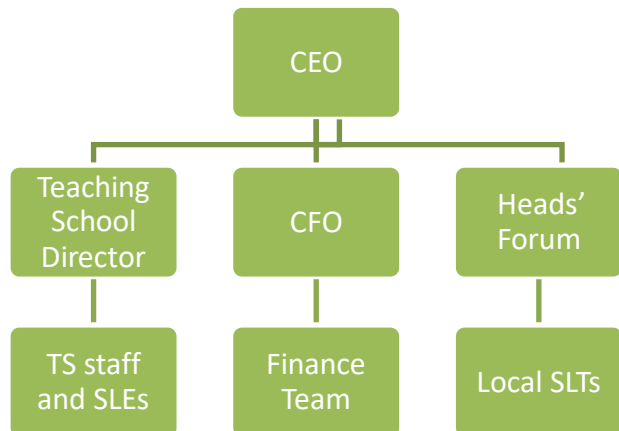 CEO
Teaching
School
Director
CFO
Heads’
Forum
TS staff
and SLEs
Finance
Team
Local SLTs